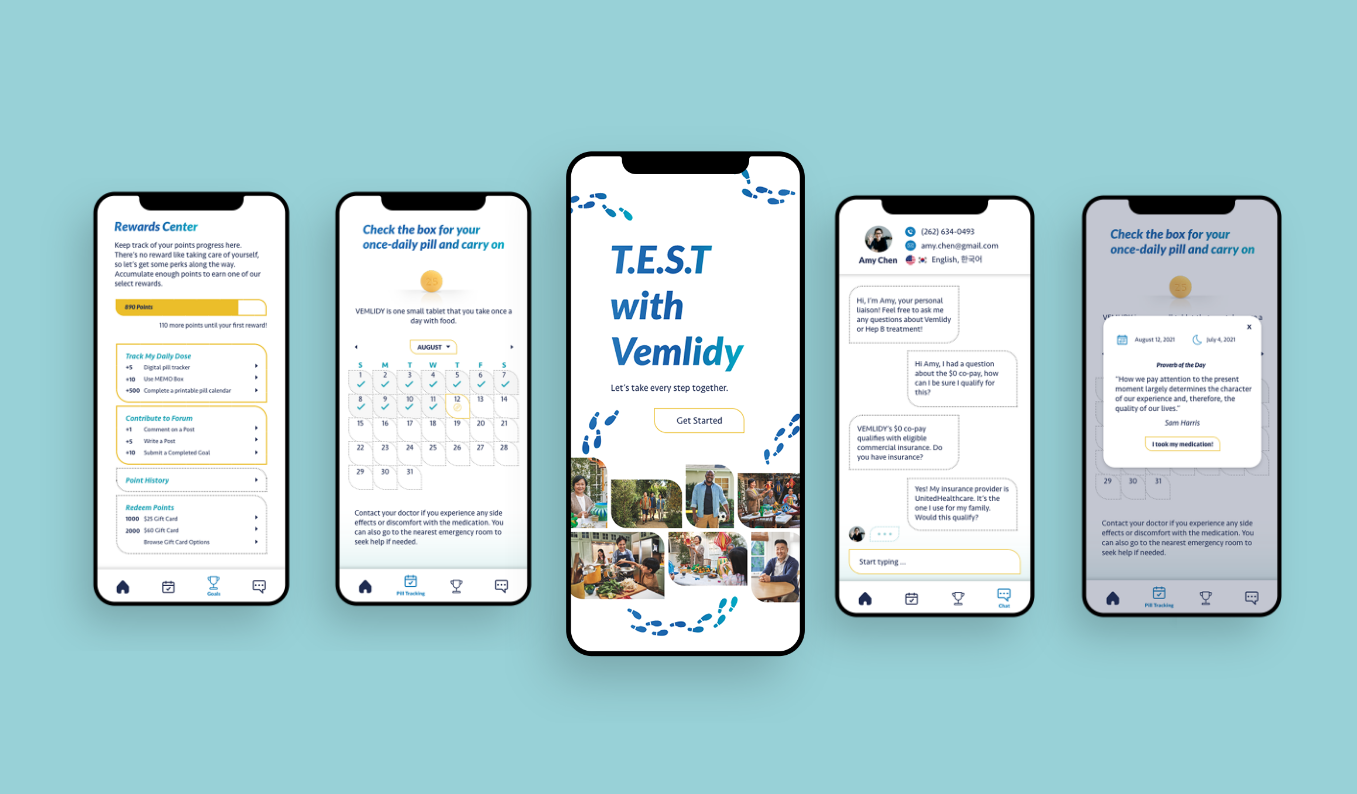 Rewards Center
Keep track of your points progress here.
There's no reward like taking care of yourself,
so let's get some perks along the way.
Accumulate enough points to earn one of our
select rewards.
890 Points
110 more points until your first reward!
Track My Daily Dose
+5 Digital pill tracker
+10 Use MEMO Box
+500 Complete a printable pill calendar
Contribute to Forum
+1 Comment on a Post
+5 Write a Post
+10 Submit a Completed Goal
Point History
Redeem Points
1000 $25 Gift Card
2000 $60 Gift Card
Browse Gift Card Options
Goals
Check the box for your
once-daily pill and carry on
25
VEMLIDY is one small tablet that you take once a
day with food.
AUGUST
S M T W T F S
1 2 3 4 5 6 7
8 9 10 11 12 13 14
15 17 18 19 20 21
22 23 24 25 26 27 28
29 30 31
Contact your doctor if you experience any side
effects or discomfort with the medication. You
can also go to the nearest emergency room to
seek help if needed.
Pill Tracking
T.E.S.T
with
Vemlidy
Let's take every step together.
Get Started
Amy Chen
(262) 634-0493
amy.chen@gmail.com
English, 한국어
Hi, I'm Amy, your personal
liaison! Feel free to ask me
any questions about Vemlidy
or Hep B treatment!
Hi Amy, I had a question
about the $0 co-pay, how
can I be sure I qualify for
this?
VEMLIDY's $0 co-pay
qualifies with eligible
commercial insurance. Do
you have insurance?
Yes! My insurance provider is
UnitedHealthcare. It's the
one I use for my family.
Would this qualify?
Start typing ...
Chat
Check the box for your
once-daily pill and carry on
25
X
August 12, 2021
July 4, 2021
Proverb of the Day
"How we pay attention to the present
moment largely determines the character
of our experience and, therefore, the
quality of our lives."
Sam Harris
I took my medication!
29 30 31
Contact your doctor if you experience any side
effects or discomfort with the medication. You
can also go to the nearest emergency room to
seek help if needed.
Pill Tracking